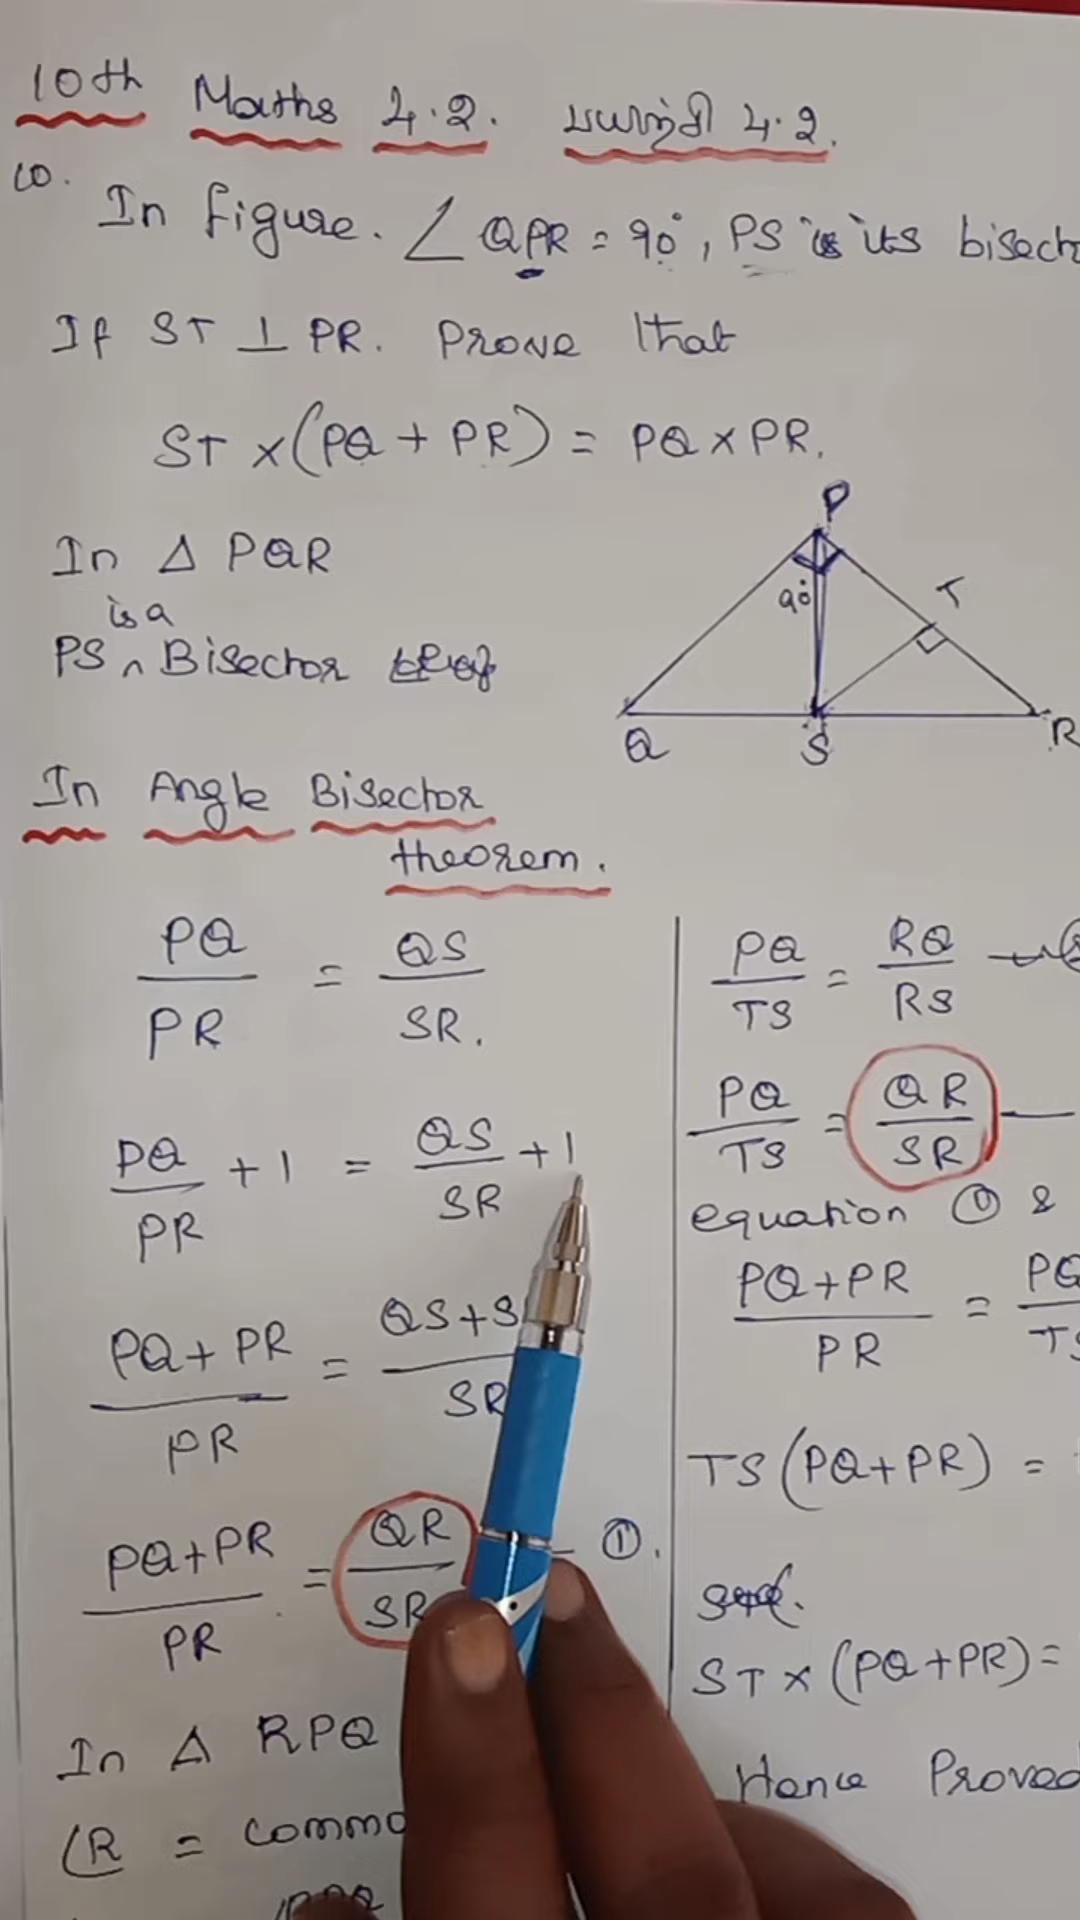 10th Maths 4.2. பயிற்சி 4.2.
10.
In figure. ∠QPR = 90°, PS is its
If ST ⊥ PR. Prove that
ST × (PQ + PR) = PQ × PR.
In Δ PQR
is a
PS ^ Bisector
P
90°
T
Q
S
R
In Angle Bisector
theorem.
PQ/PR = QS/SR.
PQ/PR + 1 = QS/SR + 1
PQ + PR/PR = QS + S/SR
PQ + PR/PR = QR/SR — ①.
In Δ RPQ
∠R =
PQ/TS = RQ/RS
PQ/TS = QR/SR —
equation ① &
PQ + PR/PR = PQ/TS
TS (PQ + PR) =
ST × (PQ + PR) =
Hence Proved